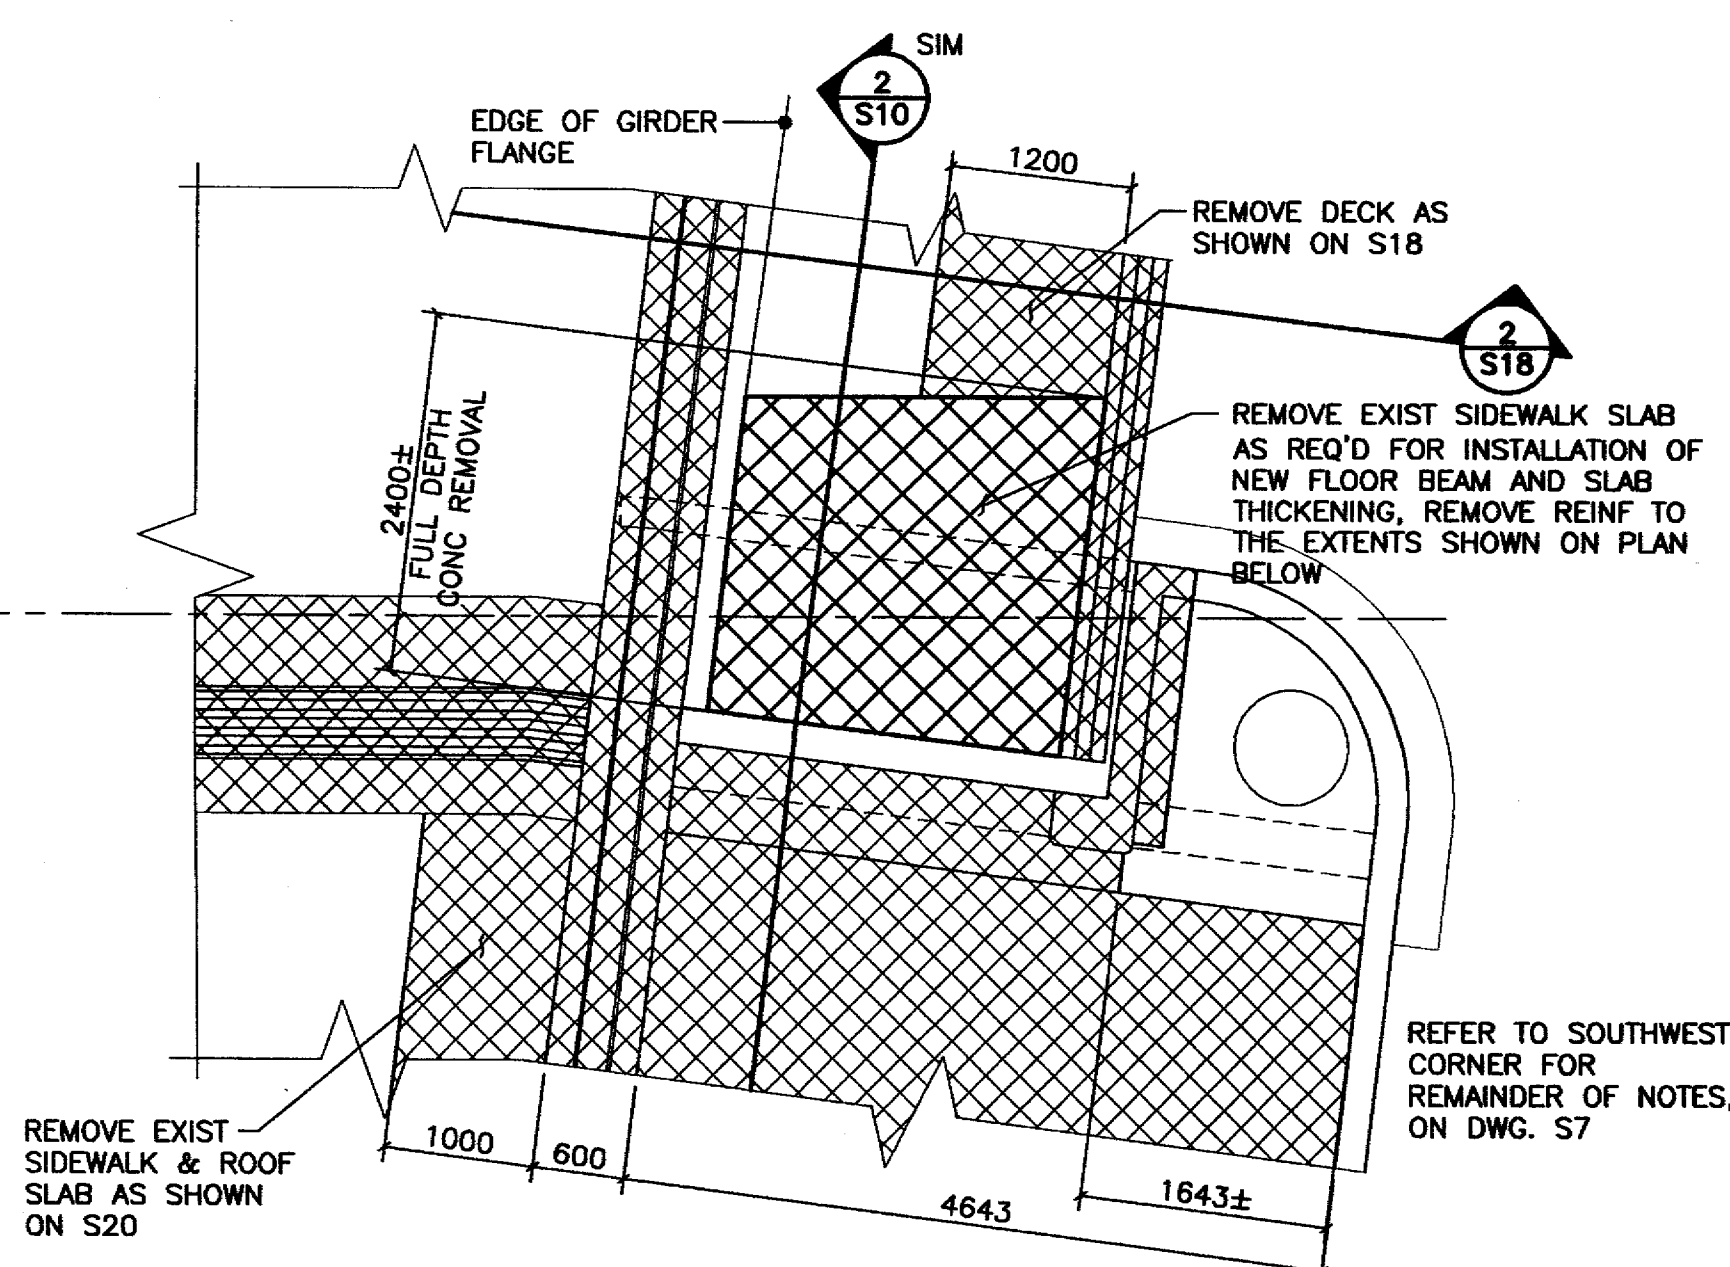 SIM
2
S10
EDGE OF GIRDER
FLANGE
1200
REMOVE DECK AS
SHOWN ON S18
2
S18
2400±
FULL DEPTH
CONC REMOVAL
REMOVE EXIST SIDEWALK SLAB
AS REQ'D FOR INSTALLATION OF
NEW FLOOR BEAM AND SLAB
THICKENING, REMOVE REINF TO
THE EXTENTS SHOWN ON PLAN
BELOW
REFER TO SOUTHWEST
CORNER FOR
REMAINDER OF NOTES,
ON DWG. S7
REMOVE EXIST
SIDEWALK & ROOF
SLAB AS SHOWN
ON S20
1000
600
4643
1643±